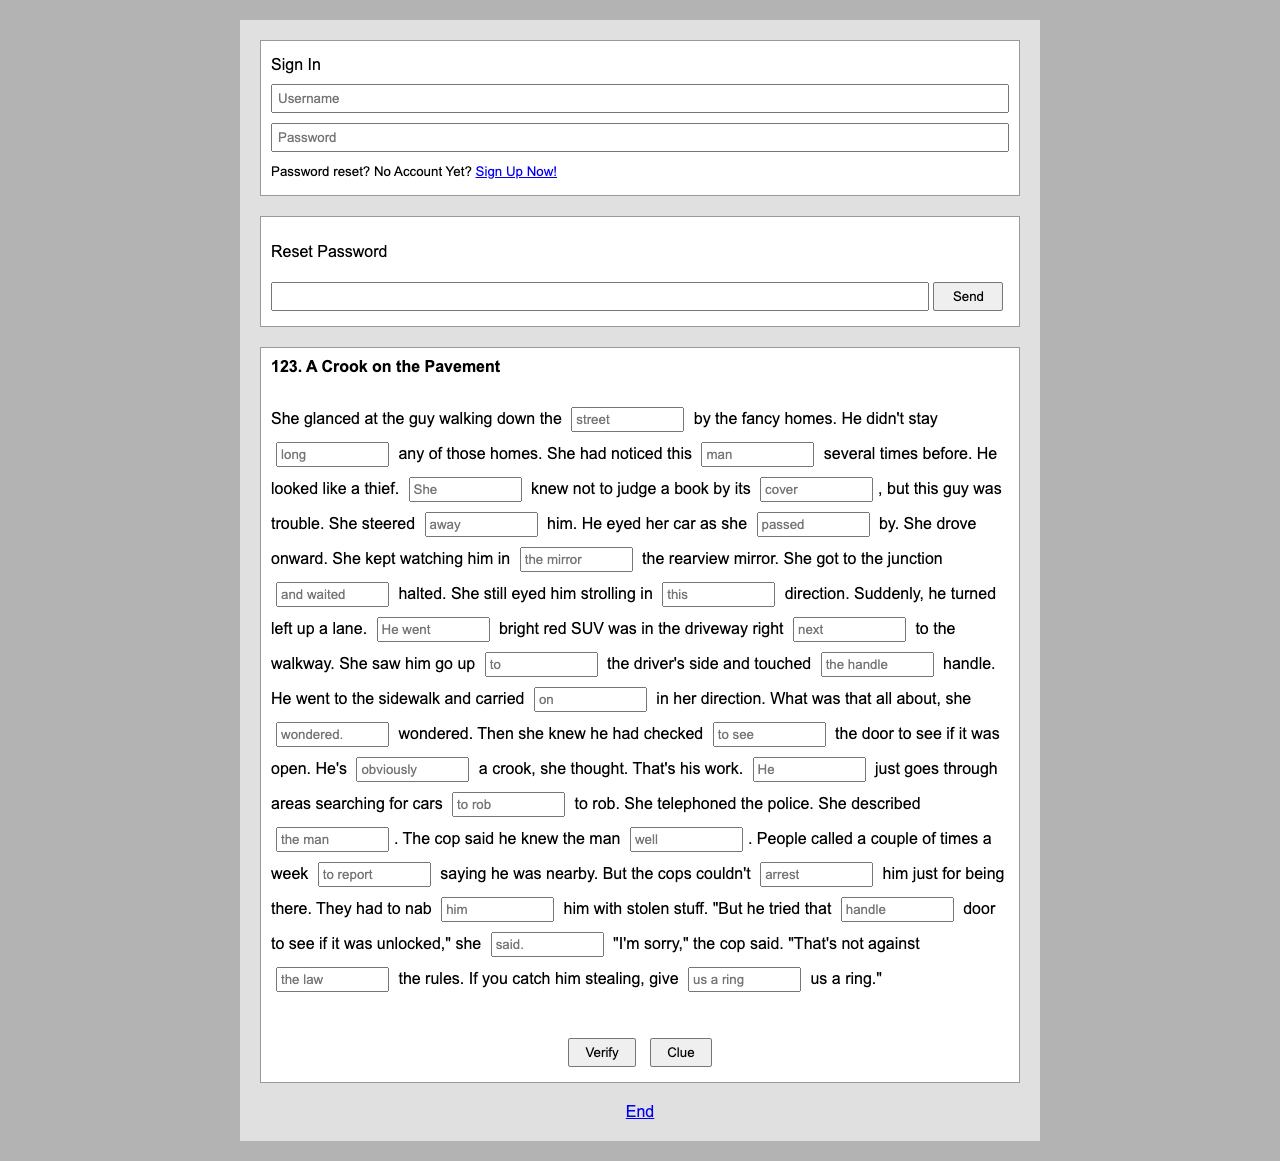 Sign In
Username
Password
Password reset? No Account Yet? Sign Up Now!
Reset Password
Send
123. A Crook on the Pavement
She glanced at the guy walking down the street by the fancy homes. He didn't stay
long any of those homes. She had noticed this man several times before. He
looked like a thief. She knew not to judge a book by its cover , but this guy was
trouble. She steered away him. He eyed her car as she passed by. She drove
onward. She kept watching him in the mirror the rearview mirror. She got to the junction
and waited halted. She still eyed him strolling in this direction. Suddenly, he turned
left up a lane. He went bright red SUV was in the driveway right next to the
walkway. She saw him go up to the driver's side and touched the handle handle.
He went to the sidewalk and carried on in her direction. What was that all about, she
wondered. wondered. Then she knew he had checked to see the door to see if it was
open. He's obviously a crook, she thought. That's his work. He just goes through
areas searching for cars to rob to rob. She telephoned the police. She described
the man . The cop said he knew the man well . People called a couple of times a
week to report saying he was nearby. But the cops couldn't arrest him just for being
there. They had to nab him him with stolen stuff. "But he tried that handle door
to see if it was unlocked," she said. "I'm sorry," the cop said. "That's not against
the law the rules. If you catch him stealing, give us a ring us a ring."
Verify Clue
End